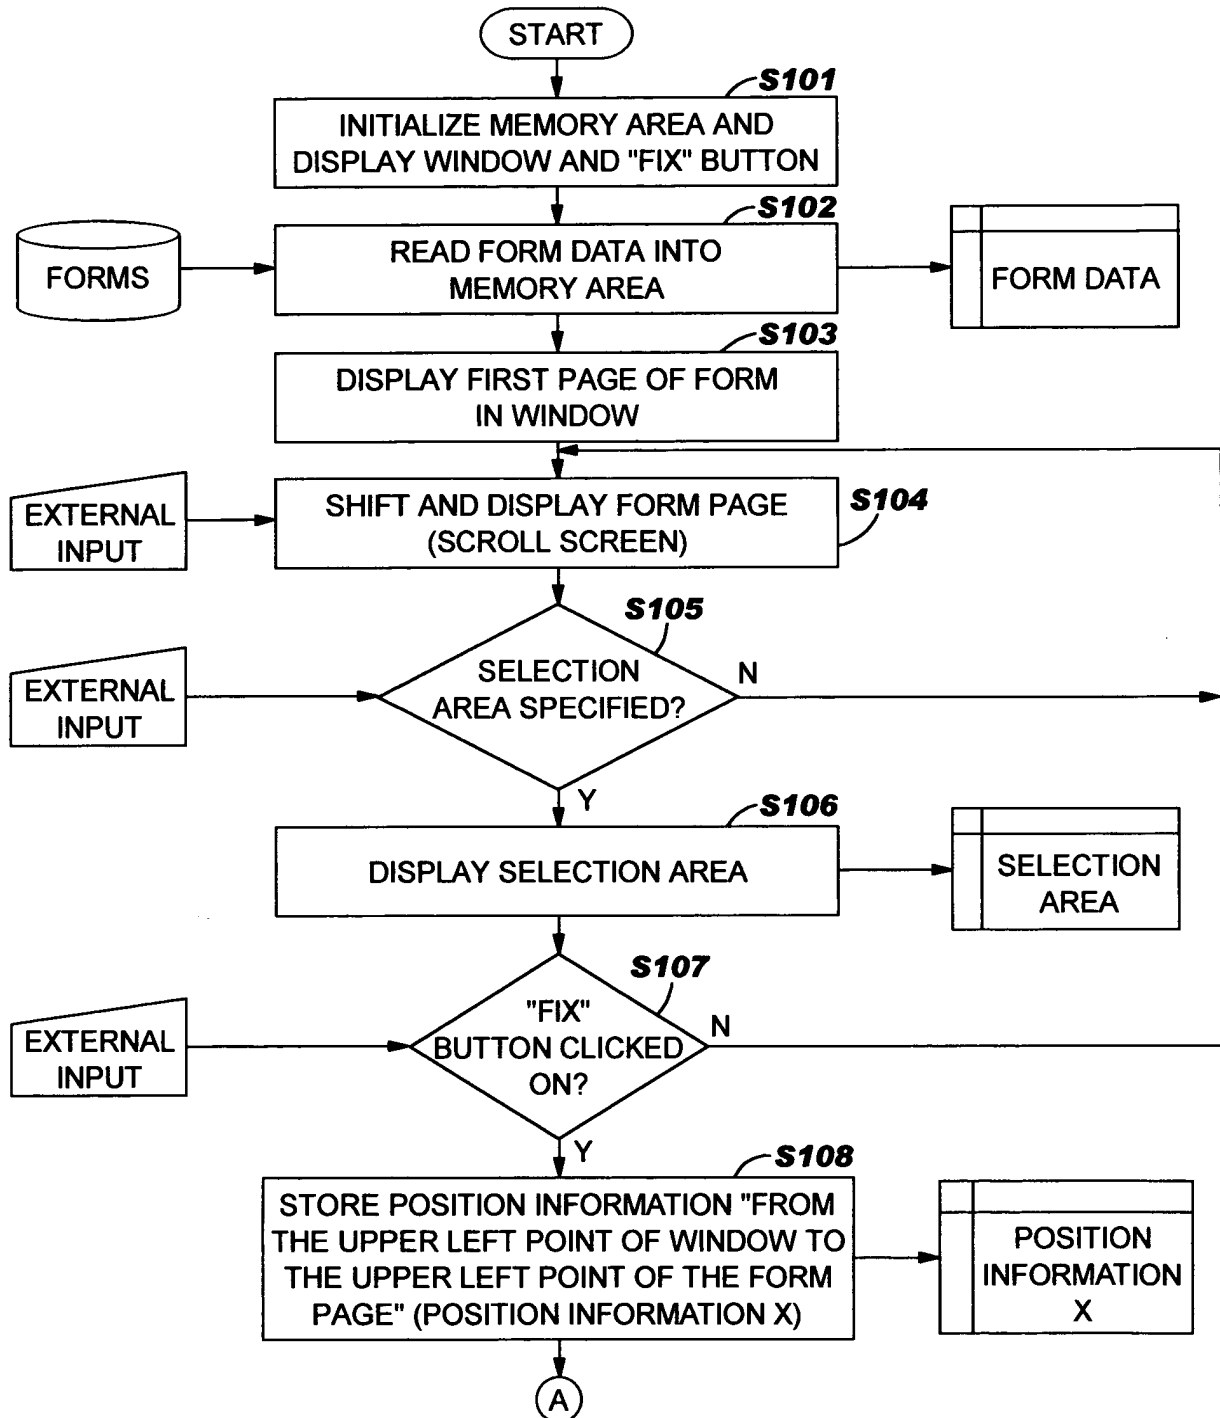 START
S101
INITIALIZE MEMORY AREA AND
DISPLAY WINDOW AND "FIX" BUTTON
S102
FORMS
READ FORM DATA INTO
MEMORY AREA
FORM DATA
S103
DISPLAY FIRST PAGE OF FORM
IN WINDOW
EXTERNAL
INPUT
SHIFT AND DISPLAY FORM PAGE
(SCROLL SCREEN)
S104
S105
EXTERNAL
INPUT
SELECTION
AREA SPECIFIED?
N
Y
S106
DISPLAY SELECTION AREA
SELECTION
AREA
S107
EXTERNAL
INPUT
"FIX"
BUTTON CLICKED
ON?
N
Y
S108
STORE POSITION INFORMATION "FROM
THE UPPER LEFT POINT OF WINDOW TO
THE UPPER LEFT POINT OF THE FORM
PAGE" (POSITION INFORMATION X)
POSITION
INFORMATION
X
A